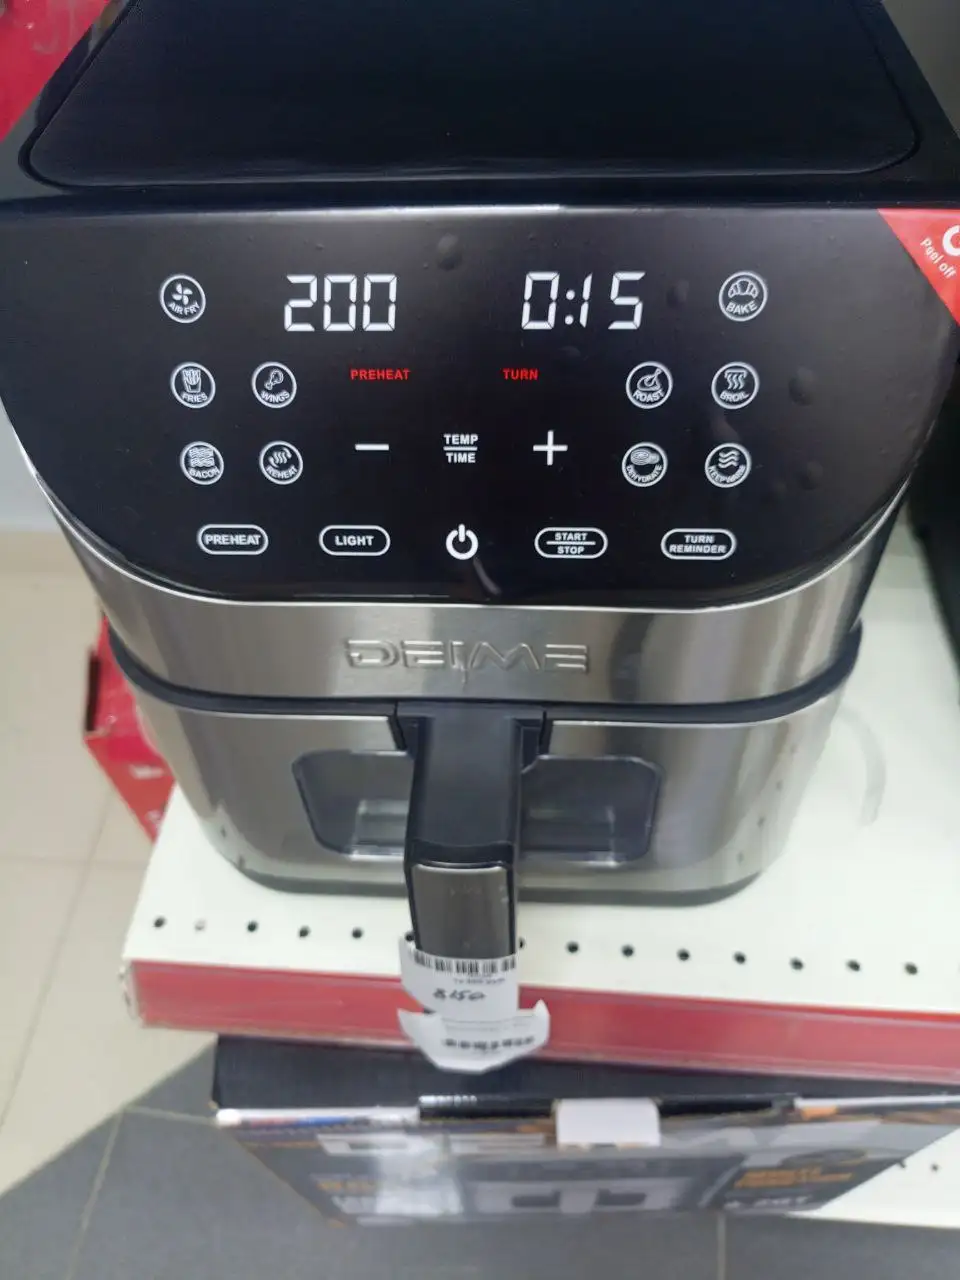 Peel off
200 0:15
AIR FRY
BAKE
PREHEAT TURN
FRIES WINGS ROAST BROIL
TEMP
TIME
BACON REHEAT DEHYDRATE KEEP WARM
PREHEAT LIGHT START
STOP TURN
REMINDER
DEIME
8150